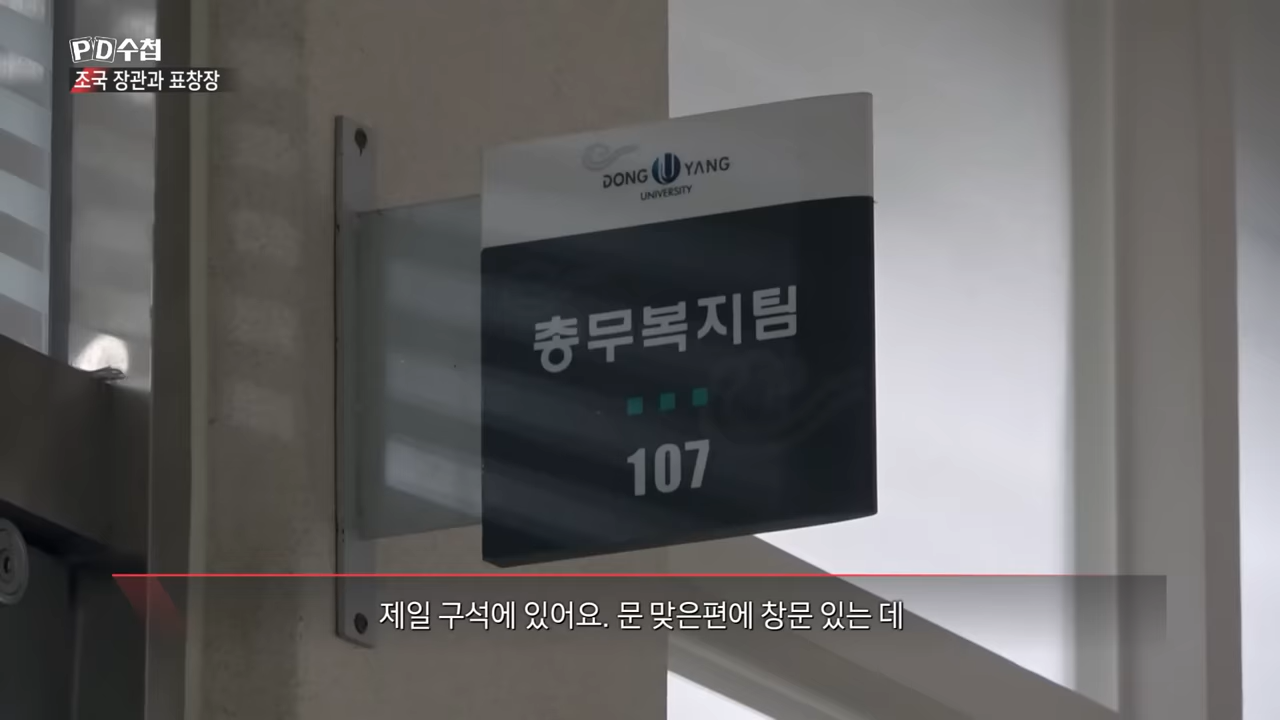 PD수첩
조국 장관과 표창장
DONG U YANG
UNIVERSITY
총무복지팀
107
제일 구석에 있어요. 문 맞은편에 창문 있는 데